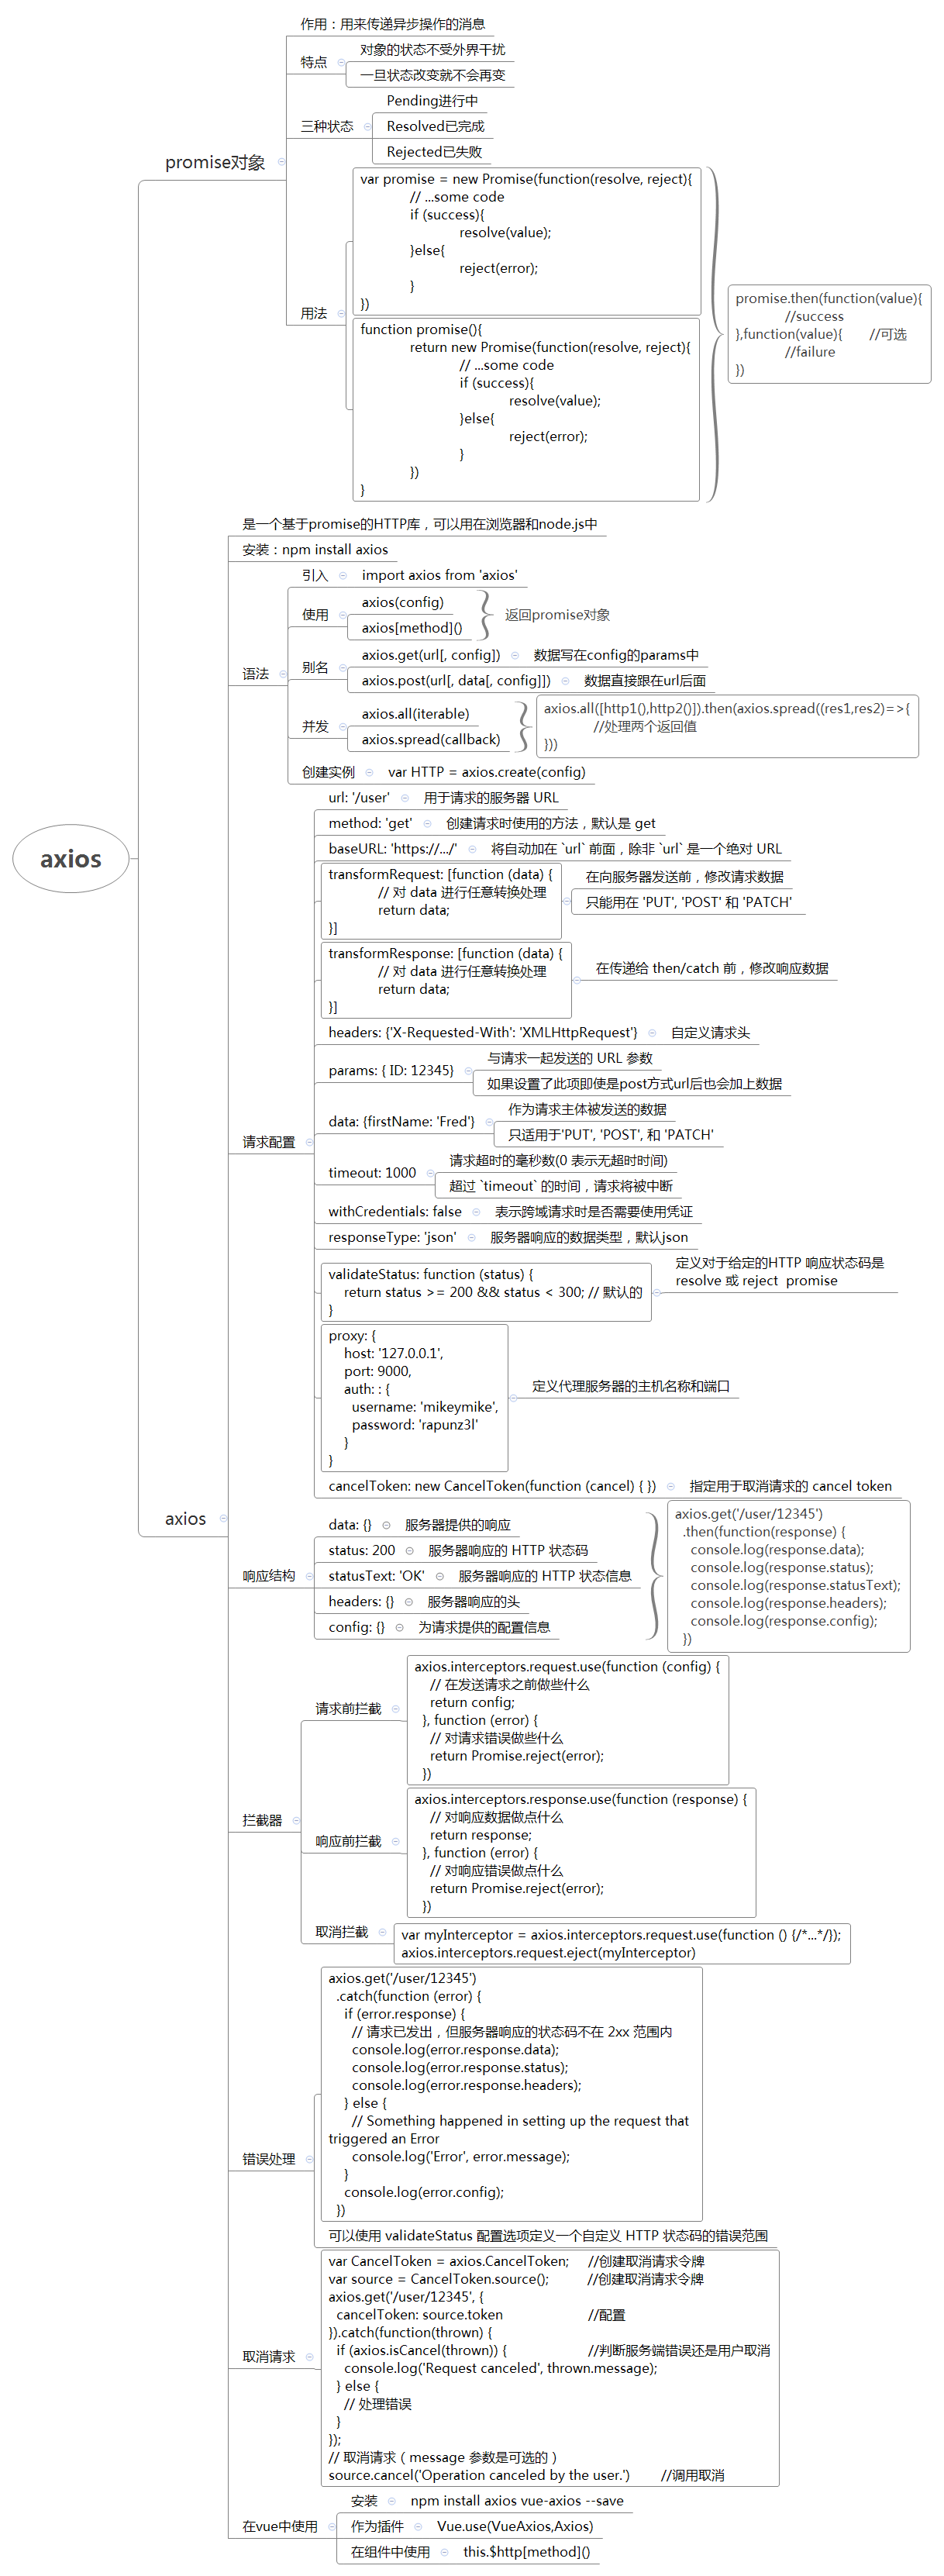 axios
promise对象
作用：用来传递异步操作的消息
特点
对象的状态不受外界干扰
一旦状态改变就不会再变
三种状态
Pending进行中
Resolved已完成
Rejected已失败
用法
var promise = new Promise(function(resolve, reject){
// ...some code
if (success){
resolve(value);
}else{
reject(error);
}
})
function promise(){
return new Promise(function(resolve, reject){
// ...some code
if (success){
resolve(value);
}else{
reject(error);
}
})
}
promise.then(function(value){
//success
},function(value){ //可选
//failure
})
axios
是一个基于promise的HTTP库，可以用在浏览器和node.js中
安装：npm install axios
语法
引入
import axios from 'axios'
使用
axios(config)
axios[method]()
返回promise对象
别名
axios.get(url[, config])
数据写在config的params中
axios.post(url[, data[, config]])
数据直接跟在url后面
并发
axios.all(iterable)
axios.spread(callback)
axios.all([http1(),http2()]).then(axios.spread((res1,res2)=>{
//处理两个返回值
}))
创建实例
var HTTP = axios.create(config)
请求配置
url: '/user'
用于请求的服务器 URL
method: 'get'
创建请求时使用的方法，默认是 get
baseURL: 'https://.../'
将自动加在 `url` 前面，除非 `url` 是一个绝对 URL
transformRequest: [function (data) {
// 对 data 进行任意转换处理
return data;
}]
在向服务器发送前，修改请求数据
只能用在 'PUT', 'POST' 和 'PATCH'
transformResponse: [function (data) {
// 对 data 进行任意转换处理
return data;
}]
在传递给 then/catch 前，修改响应数据
headers: {'X-Requested-With': 'XMLHttpRequest'}
自定义请求头
params: { ID: 12345}
与请求一起发送的 URL 参数
如果设置了此项即使是post方式url后也会加上数据
data: {firstName: 'Fred'}
作为请求主体被发送的数据
只适用于'PUT', 'POST', 和 'PATCH'
timeout: 1000
请求超时的毫秒数(0 表示无超时时间)
超过 `timeout` 的时间，请求将被中断
withCredentials: false
表示跨域请求时是否需要使用凭证
responseType: 'json'
服务器响应的数据类型，默认json
validateStatus: function (status) {
return status >= 200 && status < 300; // 默认的
}
定义对于给定的HTTP 响应状态码是
resolve 或 reject  promise
proxy: {
host: '127.0.0.1',
port: 9000,
auth: : {
username: 'mikeymike',
password: 'rapunz3l'
}
}
定义代理服务器的主机名称和端口
cancelToken: new CancelToken(function (cancel) { })
指定用于取消请求的 cancel token
响应结构
data: {}
服务器提供的响应
status: 200
服务器响应的 HTTP 状态码
statusText: 'OK'
服务器响应的 HTTP 状态信息
headers: {}
服务器响应的头
config: {}
为请求提供的配置信息
axios.get('/user/12345')
.then(function(response) {
console.log(response.data);
console.log(response.status);
console.log(response.statusText);
console.log(response.headers);
console.log(response.config);
})
拦截器
请求前拦截
axios.interceptors.request.use(function (config) {
// 在发送请求之前做些什么
return config;
}, function (error) {
// 对请求错误做些什么
return Promise.reject(error);
})
响应前拦截
axios.interceptors.response.use(function (response) {
// 对响应数据做点什么
return response;
}, function (error) {
// 对响应错误做点什么
return Promise.reject(error);
})
取消拦截
var myInterceptor = axios.interceptors.request.use(function () {/*...*/});
axios.interceptors.request.eject(myInterceptor)
错误处理
axios.get('/user/12345')
.catch(function (error) {
if (error.response) {
// 请求已发出，但服务器响应的状态码不在 2xx 范围内
console.log(error.response.data);
console.log(error.response.status);
console.log(error.response.headers);
} else {
// Something happened in setting up the request that
triggered an Error
console.log('Error', error.message);
}
console.log(error.config);
})
可以使用 validateStatus 配置选项定义一个自定义 HTTP 状态码的错误范围
取消请求
var CancelToken = axios.CancelToken; //创建取消请求令牌
var source = CancelToken.source(); //创建取消请求令牌
axios.get('/user/12345', {
cancelToken: source.token //配置
}).catch(function(thrown) {
if (axios.isCancel(thrown)) { //判断服务端错误还是用户取消
console.log('Request canceled', thrown.message);
} else {
// 处理错误
}
});
// 取消请求（message 参数是可选的）
source.cancel('Operation canceled by the user.') //调用取消
在vue中使用
安装
npm install axios vue-axios --save
作为插件
Vue.use(VueAxios,Axios)
在组件中使用
this.$http[method]()